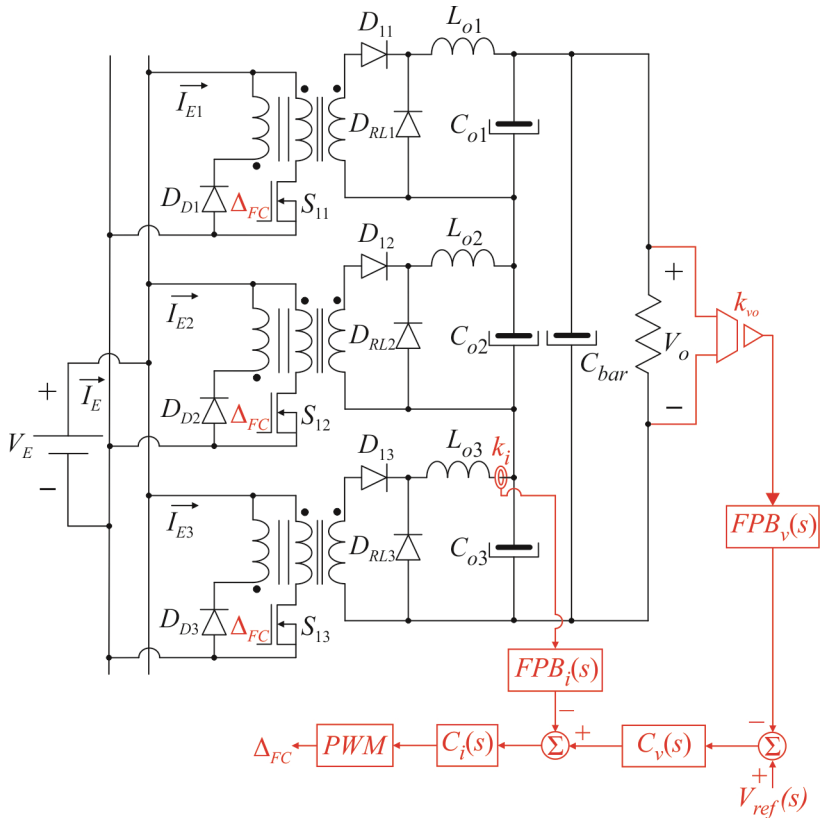 D11
Lo1
IE1
DRL1
Co1
DD1
ΔFC
S11
D12
Lo2
IE2
DRL2
Co2
Cbar
+
Vo
−
kvo
+
IE
VE
−
DD2
ΔFC
S12
D13
Lo3
ki
IE3
DRL3
Co3
FPBv(s)
DD3
ΔFC
S13
FPBi(s)
−
−
ΔFC
PWM
Ci(s)
Σ
+
Cv(s)
Σ
+
Vref(s)